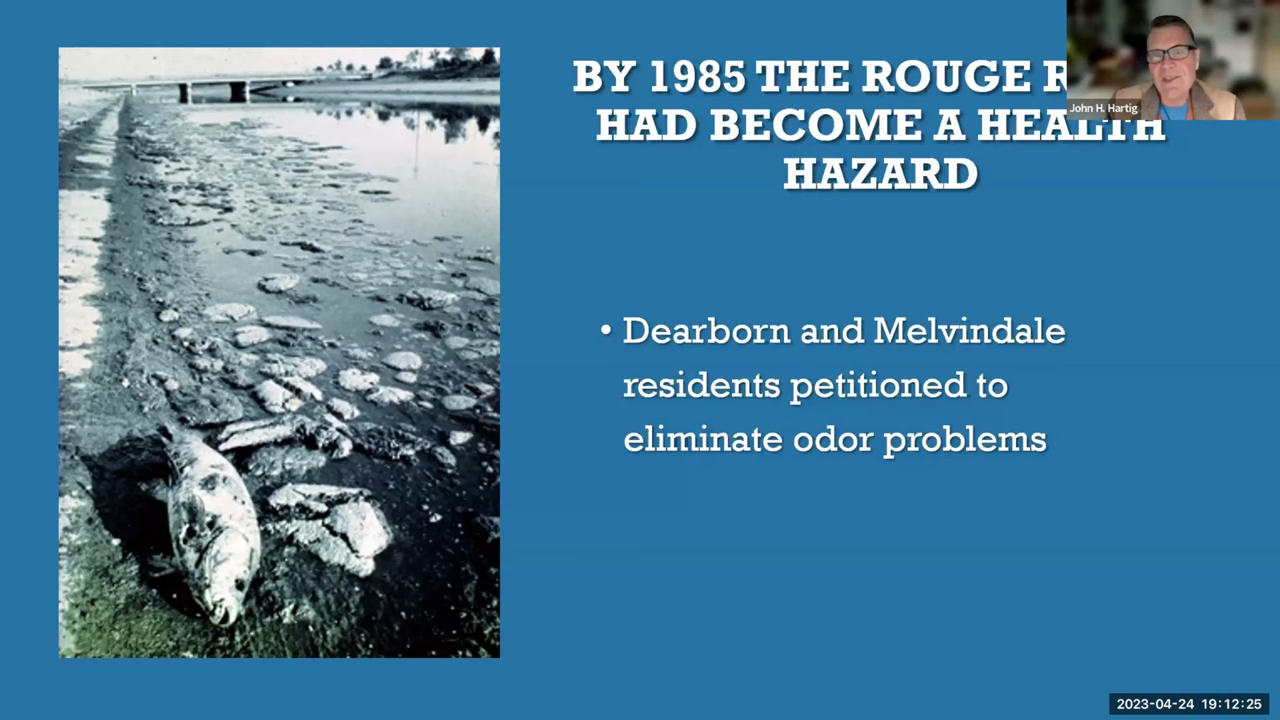 BY 1985 THE ROUGE
HAD BECOME A HEALTH
HAZARD
John H. Hartig
• Dearborn and Melvindale
residents petitioned to
eliminate odor problems
2023-04-24 19:12:25